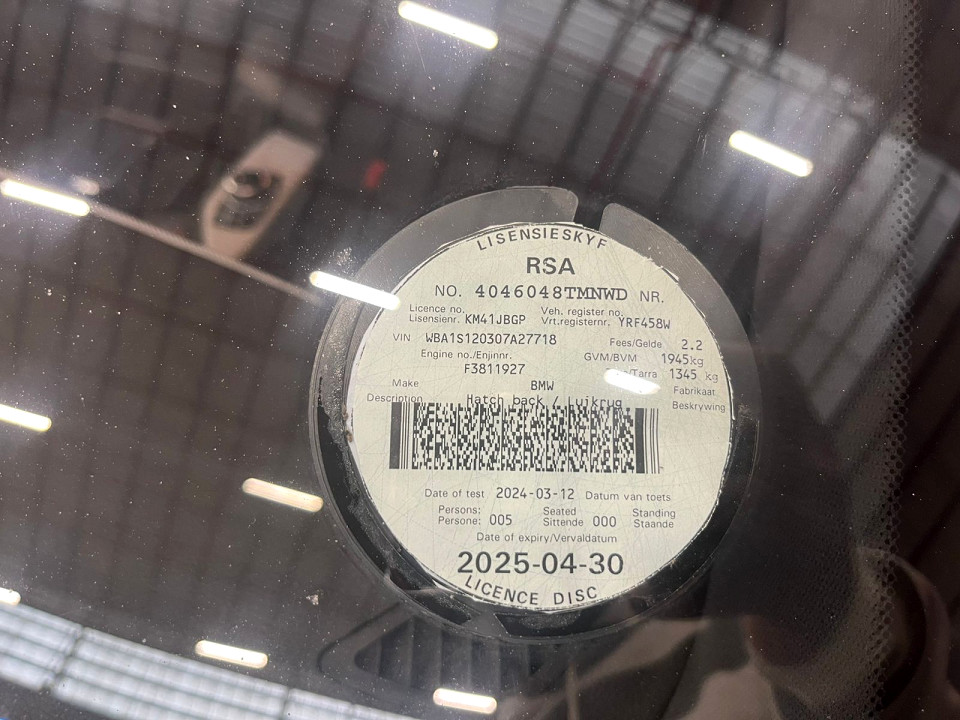 LISENSIESKYF
RSA
NO. 4046048TMNWD NR.
Licence no. Veh. register no.
Lisensienr. KM41JBGP Vrt.registernr. YRF458W
VIN WBA1S120307A27718 Fees/Gelde 2.2
Engine no./Enjinnr. GVM/BVM 1945kg
F3811927 /Tarra 1345 kg
Make BMW Fabrikaat
Description Hatch back / Luikrug Beskrywing
Date of test 2024-03-12 Datum van toets
Persons: Seated Standing
Persone: 005 Sittende 000 Staande
Date of expiry/Vervaldatum
2025-04-30
LICENCE DISC